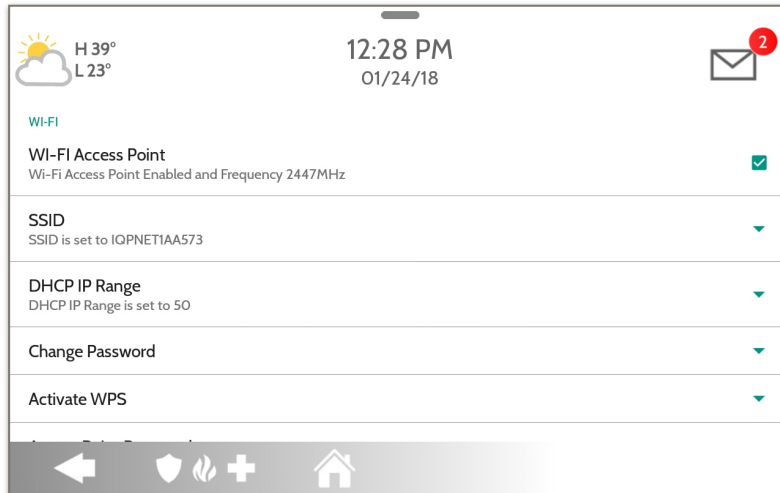 H 39°
L 23°
12:28 PM
01/24/18
2
WI-FI
WI-FI Access Point
Wi-Fi Access Point Enabled and Frequency 2447MHz
SSID
SSID is set to IQPNET1AA573
DHCP IP Range
DHCP IP Range is set to 50
Change Password
Activate WPS